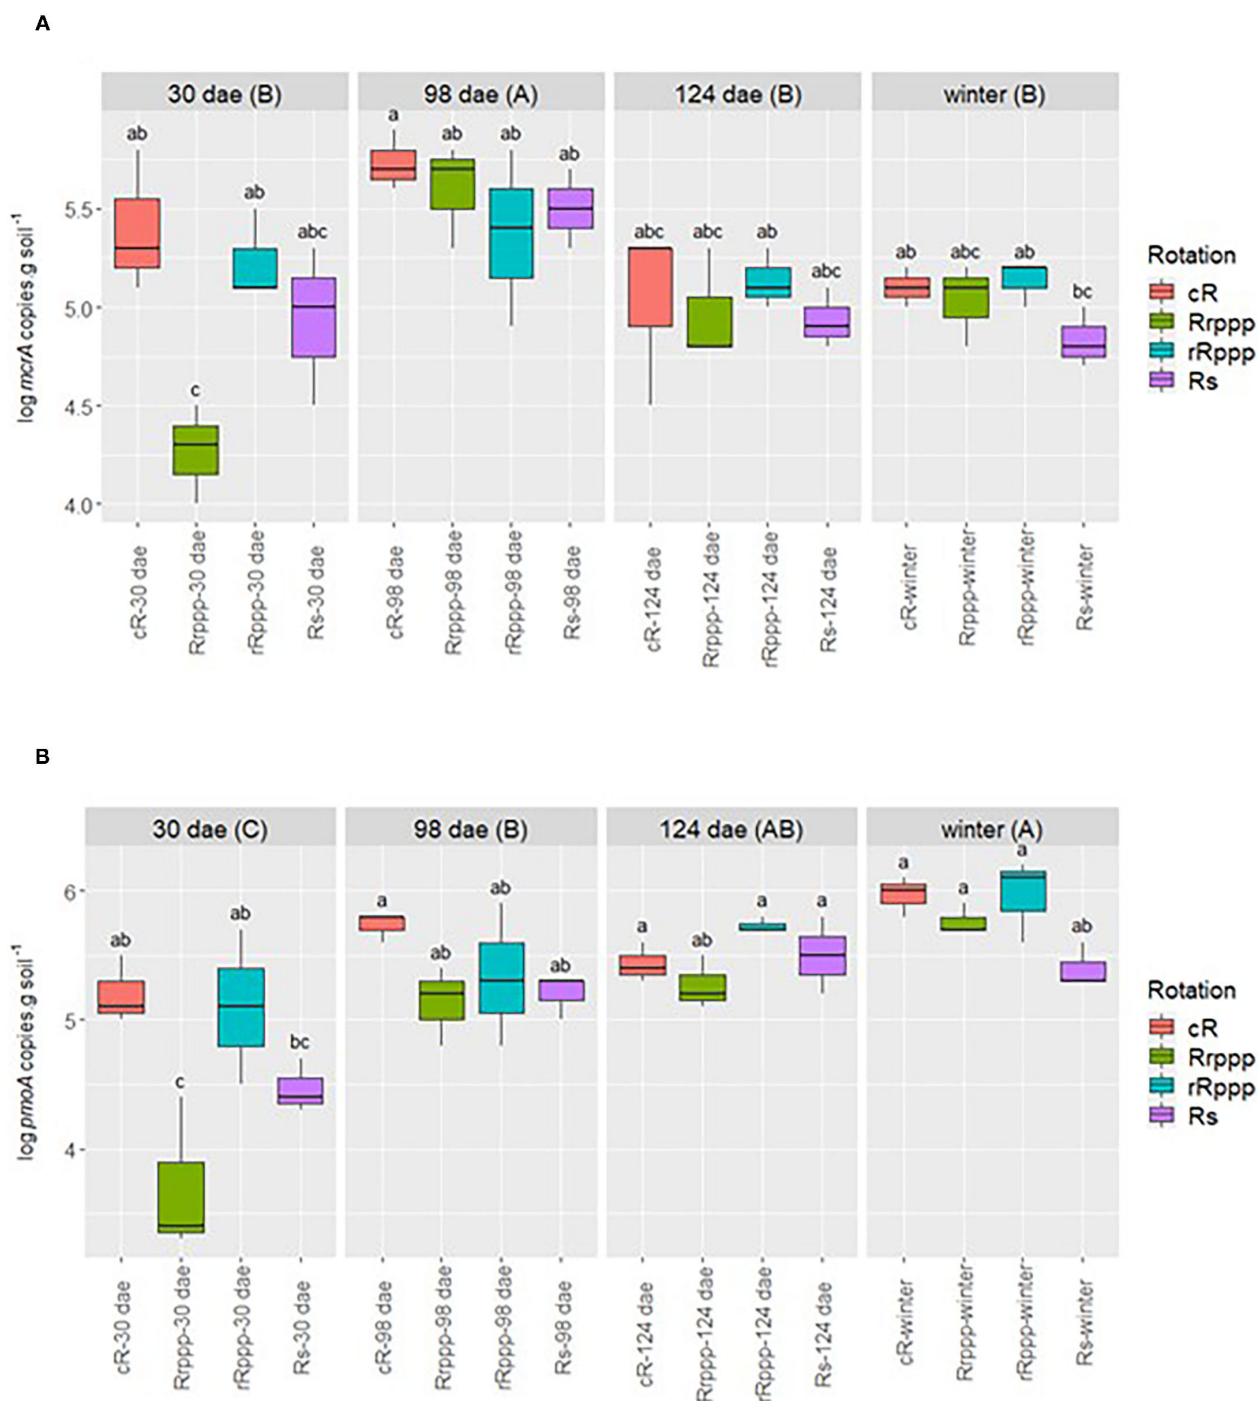 A
30 dae (B) 98 dae (A) 124 dae (B) winter (B)
ab c ab abc
a ab ab ab
abc abc ab abc
ab abc ab bc
log mcrA copies.g soil⁻¹
5.5
5.0
4.5
4.0
cR-30 dae Rrppp-30 dae rRppp-30 dae Rs-30 dae
cR-98 dae Rrppp-98 dae rRppp-98 dae Rs-98 dae
cR-124 dae Rrppp-124 dae rRppp-124 dae Rs-124 dae
cR-winter Rrppp-winter rRppp-winter Rs-winter
Rotation
cR
Rrppp
rRppp
Rs
B
30 dae (C) 98 dae (B) 124 dae (AB) winter (A)
ab c ab bc
a ab ab ab
a ab a a
a a a ab
log pmoA copies.g soil⁻¹
6
5
4
cR-30 dae Rrppp-30 dae rRppp-30 dae Rs-30 dae
cR-98 dae Rrppp-98 dae rRppp-98 dae Rs-98 dae
cR-124 dae Rrppp-124 dae rRppp-124 dae Rs-124 dae
cR-winter Rrppp-winter rRppp-winter Rs-winter
Rotation
cR
Rrppp
rRppp
Rs